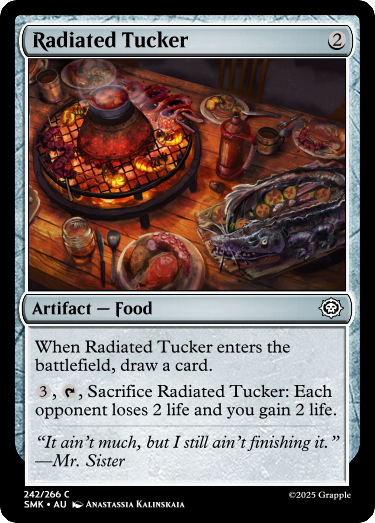 Radiated Tucker 2
Artifact — Food
When Radiated Tucker enters the
battlefield, draw a card.
3, , Sacrifice Radiated Tucker: Each
opponent loses 2 life and you gain 2 life.
“It ain’t much, but I still ain’t finishing it.”
—Mr. Sister
242/266 C
SMK • AU Anastassia Kalinskaia
©2025 Grapple